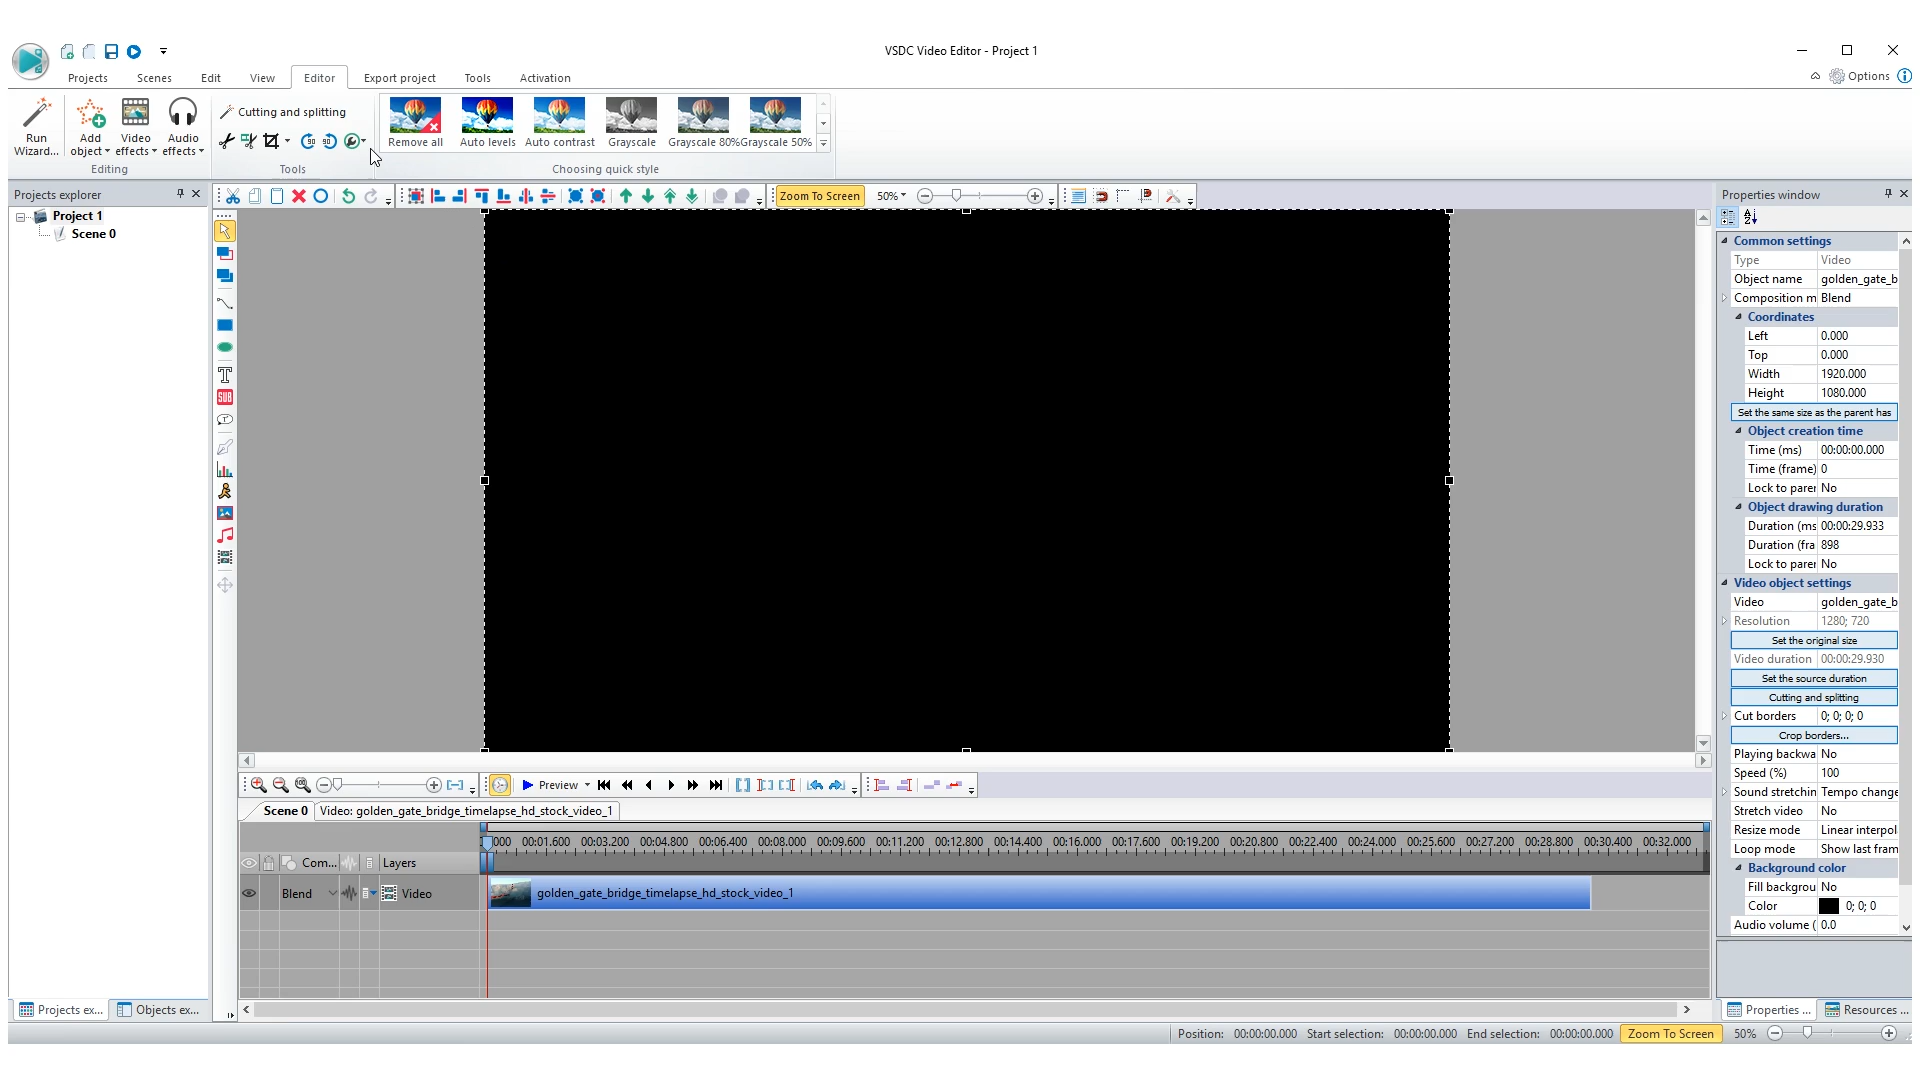 VSDC Video Editor - Project 1
Projects Scenes Edit View Editor Export project Tools Activation
Options
Run Wizard...
Add object
Video effects
Audio effects
Editing
Cutting and splitting
Tools
Remove all Auto levels Auto contrast Grayscale Grayscale 80% Grayscale 50%
Choosing quick style
Projects explorer
Zoom To Screen 50%
Properties window
Project 1
Scene 0
Common settings
Type Video
Object name golden_gate_b
Composition m Blend
Coordinates
Left 0.000
Top 0.000
Width 1920.000
Height 1080.000
Set the same size as the parent has
Object creation time
Time (ms) 00:00:00.000
Time (frame) 0
Lock to parer No
Object drawing duration
Duration (ms 00:00:29.933
Duration (fra 898
Lock to parer No
Video object settings
Video golden_gate_b
Resolution 1280; 720
Set the original size
Video duration 00:00:29.930
Set the source duration
Cutting and splitting
Cut borders 0; 0; 0; 0
Crop borders...
Playing backwa No
Speed (%) 100
Sound stretchin Tempo change
Stretch video No
Resize mode Linear interpol
Loop mode Show last fram
Background color
Fill backgrou No
Color 0; 0; 0
Audio volume ( 0.0
SUB
Preview
Scene 0 Video: golden_gate_bridge_timelapse_hd_stock_video_1
000 00:01.600 00:03.200 00:04.800 00:06.400 00:08.000 00:09.600 00:11.200 00:12.800 00:14.400 00:16.000 00:17.600 00:19.200 00:20.800 00:22.400 00:24.000 00:25.600 00:27.200 00:28.800 00:30.400 00:32.000
Com... Layers
Blend Video golden_gate_bridge_timelapse_hd_stock_video_1
Projects ex... Objects ex...
Properties ... Resources ...
Position: 00:00:00.000 Start selection: 00:00:00.000 End selection: 00:00:00.000 Zoom To Screen 50%